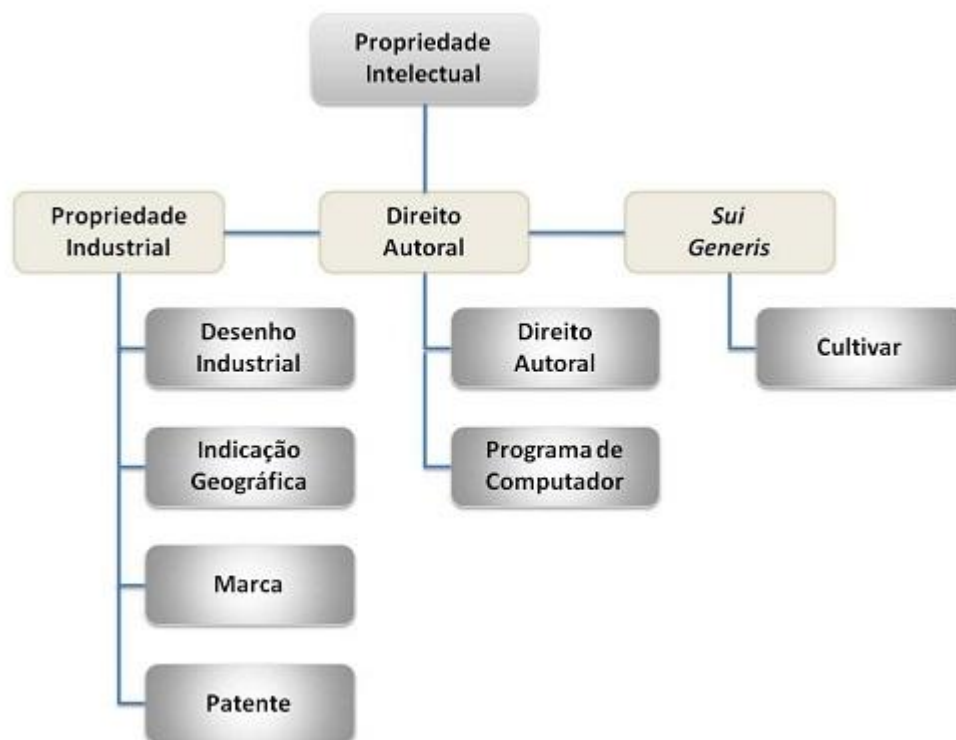 Propriedade
Intelectual
Propriedade
Industrial
Direito
Autoral
Sui
Generis
Desenho
Industrial
Direito
Autoral
Cultivar
Indicação
Geográfica
Programa de
Computador
Marca
Patente